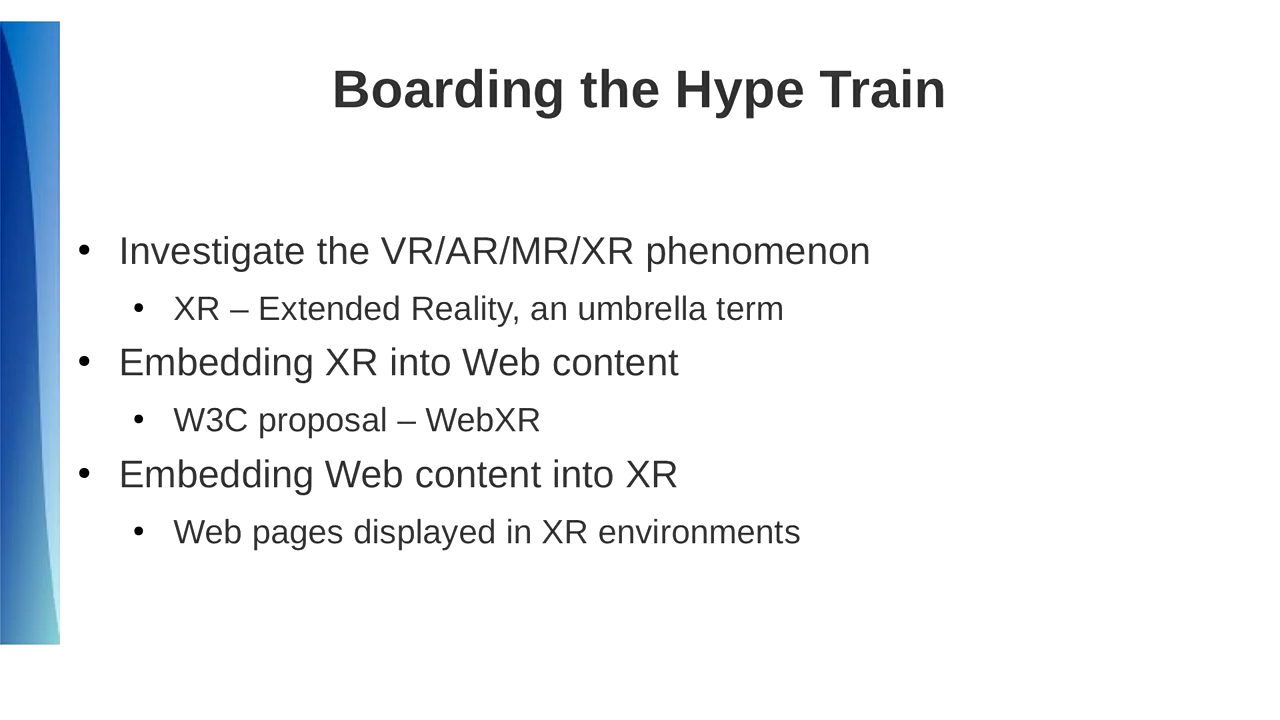 Boarding the Hype Train
• Investigate the VR/AR/MR/XR phenomenon
• XR – Extended Reality, an umbrella term
• Embedding XR into Web content
• W3C proposal – WebXR
• Embedding Web content into XR
• Web pages displayed in XR environments